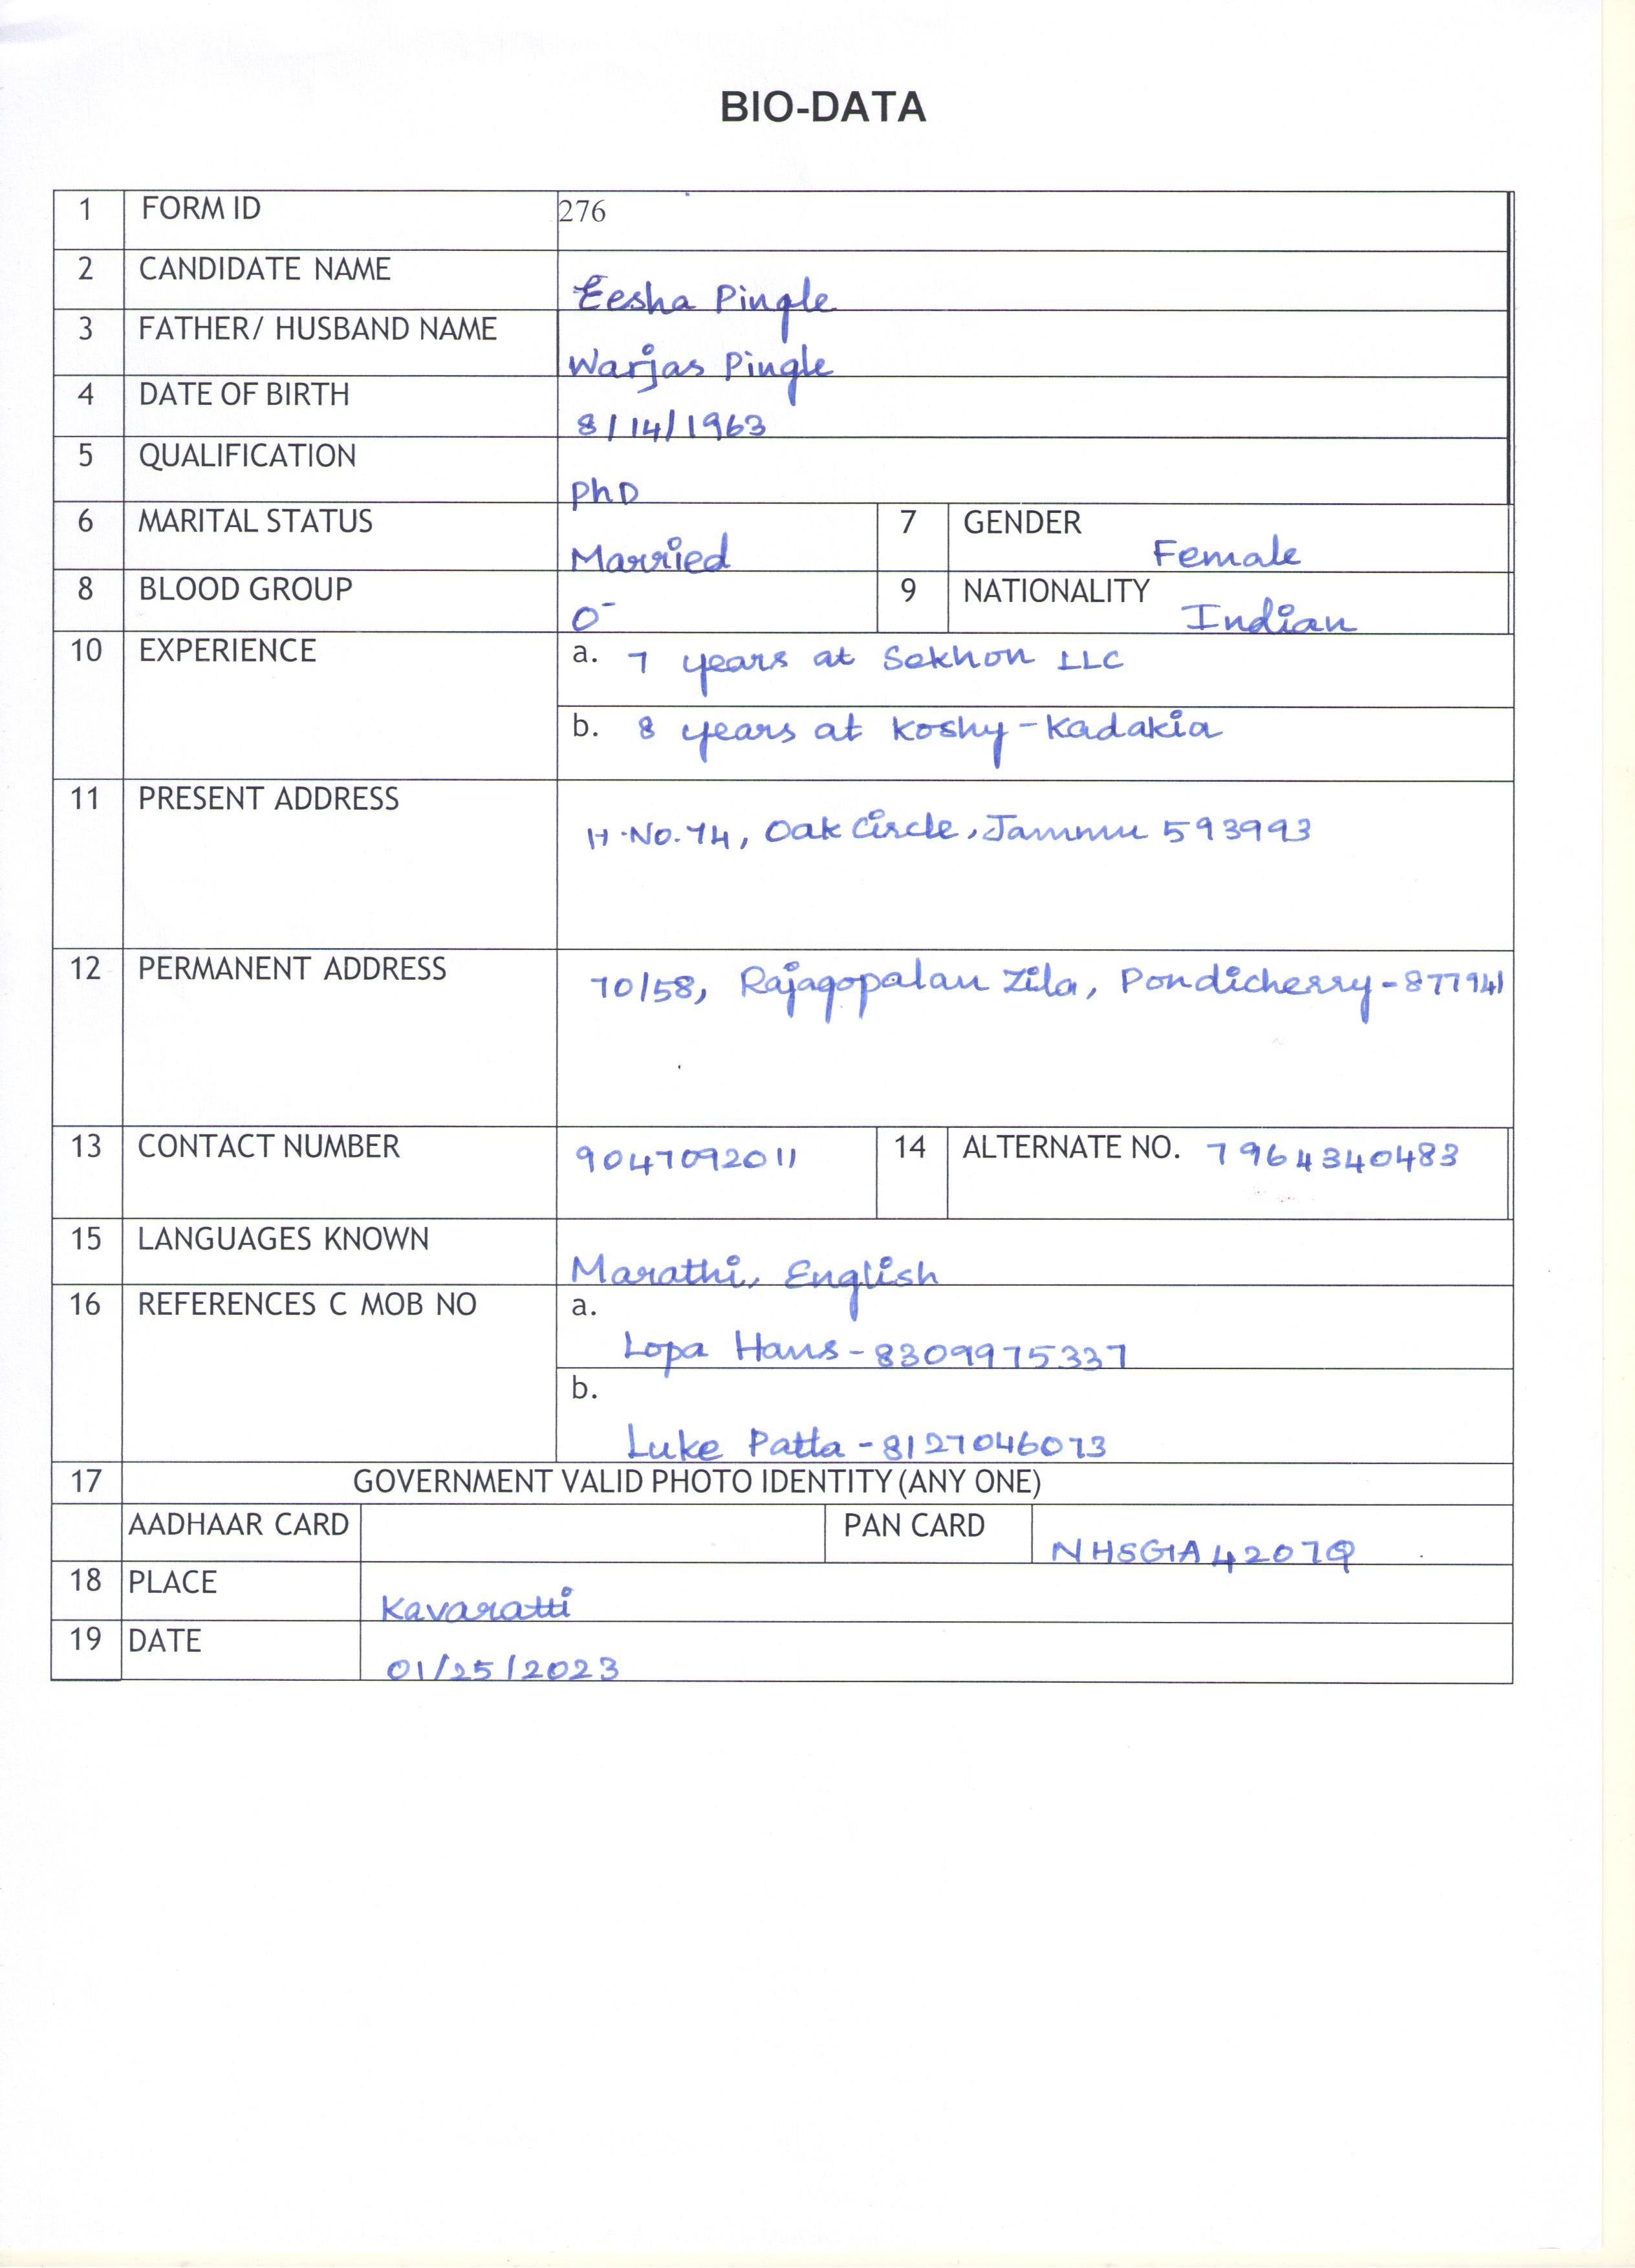 BIO-DATA
1 FORM ID 276
2 CANDIDATE NAME Eesha Pingle
3 FATHER/ HUSBAND NAME Warjas Pingle
4 DATE OF BIRTH 8/14/1963
5 QUALIFICATION PhD
6 MARITAL STATUS Married 7 GENDER Female
8 BLOOD GROUP O- 9 NATIONALITY Indian
10 EXPERIENCE a. 7 years at Sekhon LLC
b. 8 years at Koshy-Kadakia
11 PRESENT ADDRESS H.No.74, Oak Circle, Jammu 593993
12 PERMANENT ADDRESS 70/58, Rajagopalan Zila, Pondicherry-877941
13 CONTACT NUMBER 9047092011 14 ALTERNATE NO. 7964340483
15 LANGUAGES KNOWN Marathi, English
16 REFERENCES C MOB NO a.
Lopa Hans-8309975337
b.
Luke Patta-8127046073
17 GOVERNMENT VALID PHOTO IDENTITY (ANY ONE)
AADHAAR CARD PAN CARD NHSGA4207Q
18 PLACE Kavaratti
19 DATE 01/25/2023